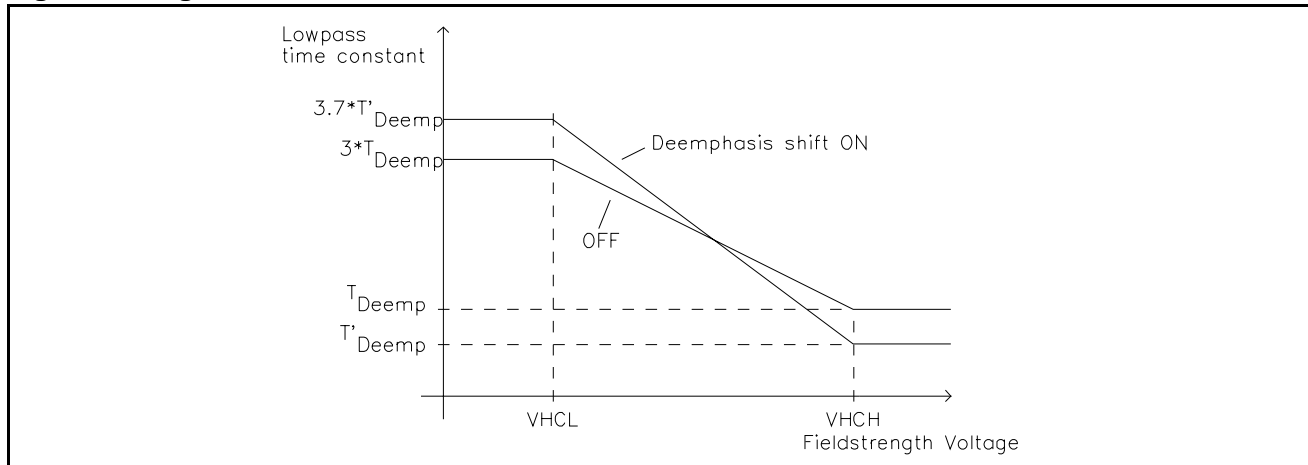 Lowpass
time constant
3.7*T'Deemp
Deemphasis shift ON
3*TDeemp
OFF
TDeemp
T'Deemp
VHCL
VHCH
Fieldstrength Voltage